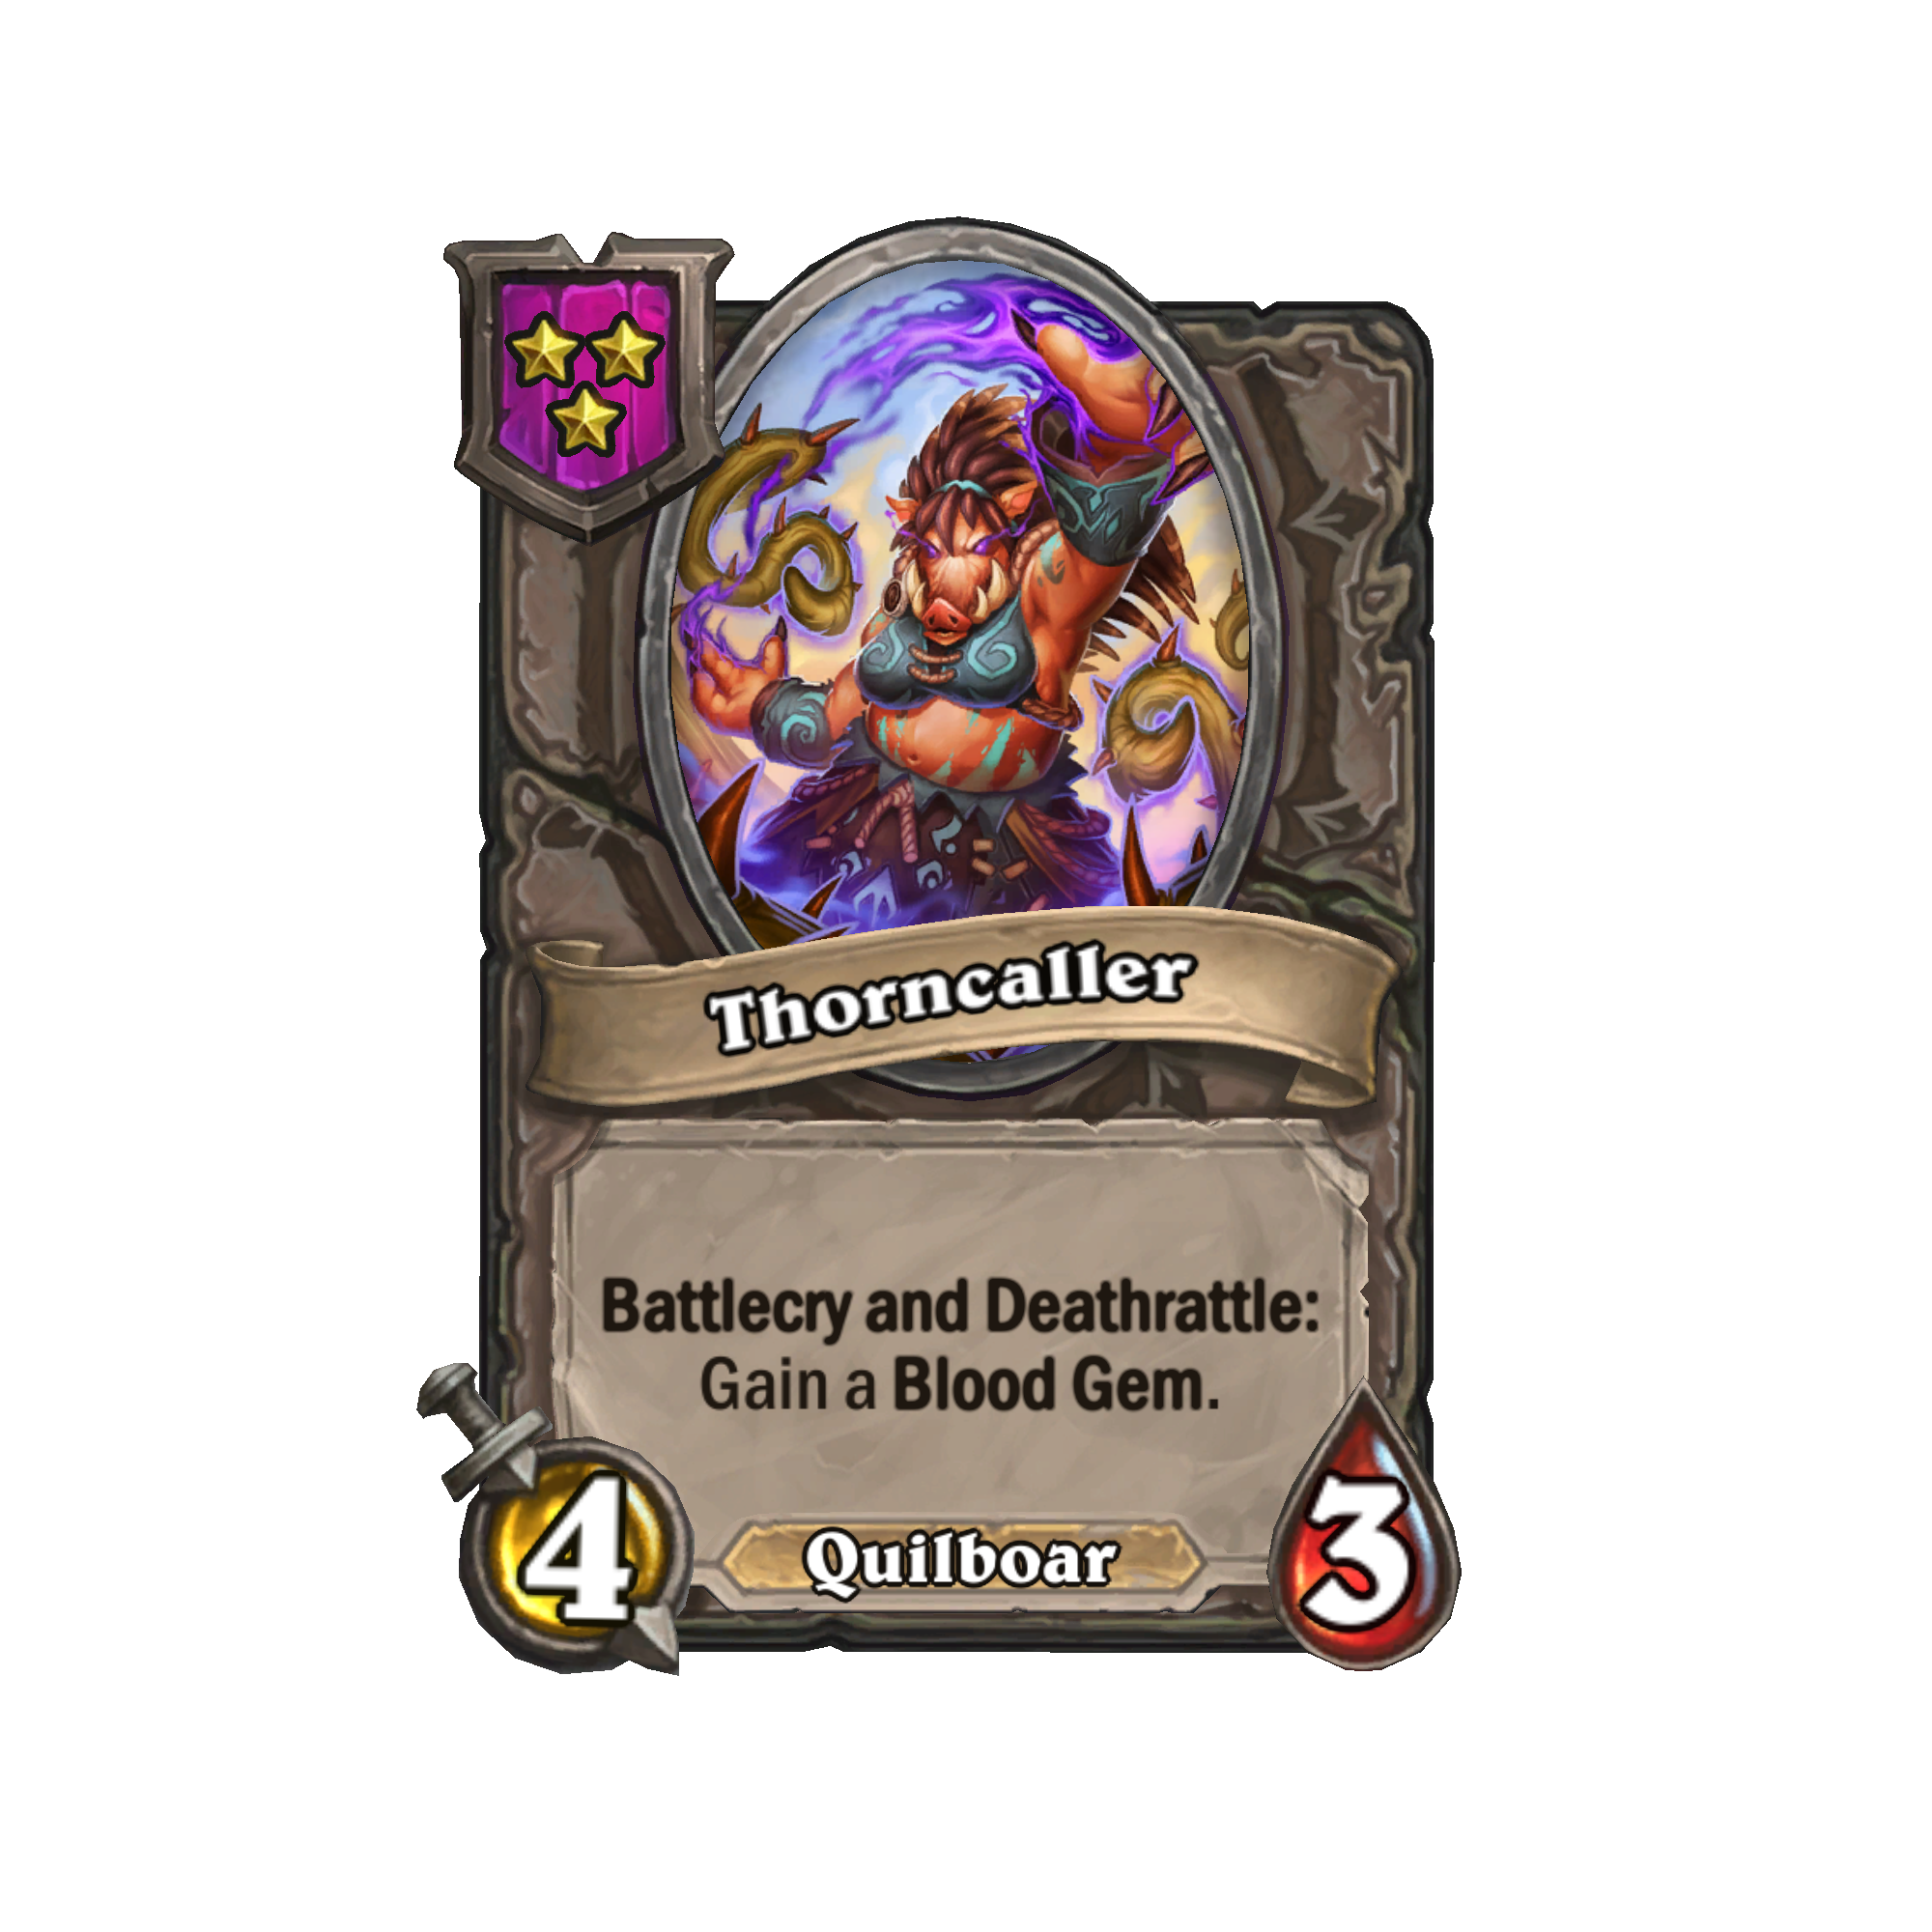 Thorncaller
Battlecry and Deathrattle:
Gain a Blood Gem.
4
Quilboar
3